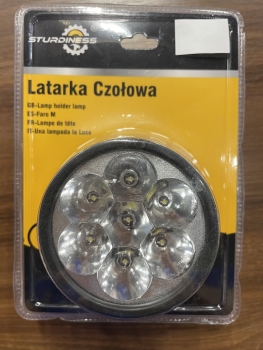 STURDINESS
Latarka Czołowa
GB-Lamp holder lamp
ES-Faro M
FR-Lampe de tête
IT-Una lampada la Luce